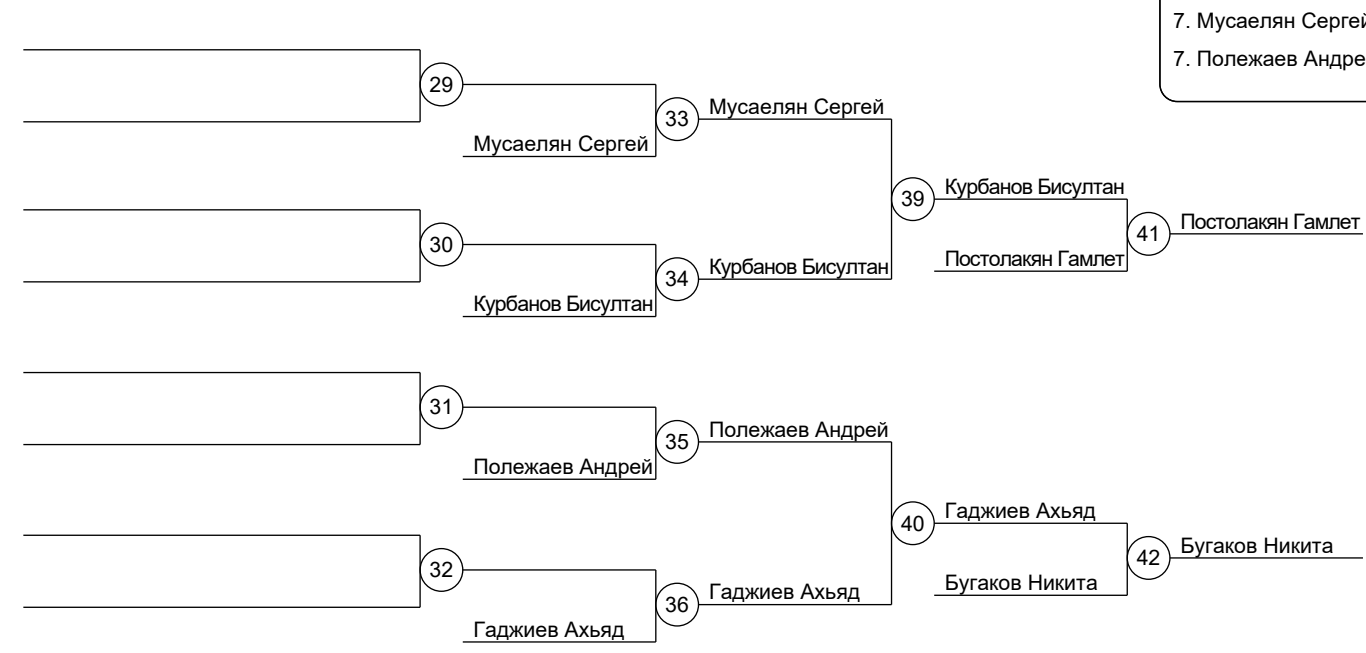 7. Мусаелян Сергей
7. Полежаев Андре
29
Мусаелян Сергей
33
Мусаелян Сергей
30
Курбанов Бисултан
34
Курбанов Бисултан
39
Курбанов Бисултан
Постолакян Гамлет
41
Постолакян Гамлет
31
Полежаев Андрей
35
Полежаев Андрей
32
Гаджиев Ахьяд
36
Гаджиев Ахьяд
40
Гаджиев Ахьяд
Бугаков Никита
42
Бугаков Никита